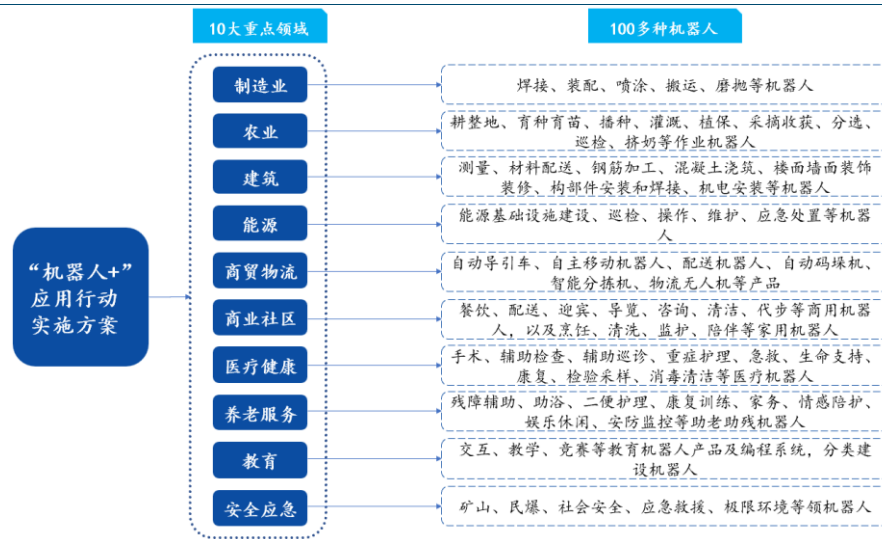 10大重点领域
100多种机器人
“机器人+”
应用行动
实施方案
制造业
焊接、装配、喷涂、搬运、磨抛等机器人
农业
耕整地、育种育苗、播种、灌溉、植保、采摘收获、分选、
巡检、挤奶等作业机器人
建筑
测量、材料配送、钢筋加工、混凝土浇筑、楼面墙面装饰
装修、构部件安装和焊接、机电安装等机器人
能源
能源基础设施建设、巡检、操作、维护、应急处置等机器
人
商贸物流
自动导引车、自主移动机器人、配送机器人、自动码垛机、
智能分拣机、物流无人机等产品
商业社区
餐饮、配送、迎宾、导览、咨询、清洁、代步等商用机器
人，以及烹饪、清洗、监护、陪伴等家用机器人
医疗健康
手术、辅助检查、辅助巡诊、重症护理、急救、生命支持、
康复、检验采样、消毒清洁等医疗机器人
养老服务
残障辅助、助浴、二便护理、康复训练、家务、情感陪护、
娱乐休闲、安防监控等助老助残机器人
教育
交互、教学、竞赛等教育机器人产品及编程系统，分类建
设机器人
安全应急
矿山、民爆、社会安全、应急救援、极限环境等领机器人